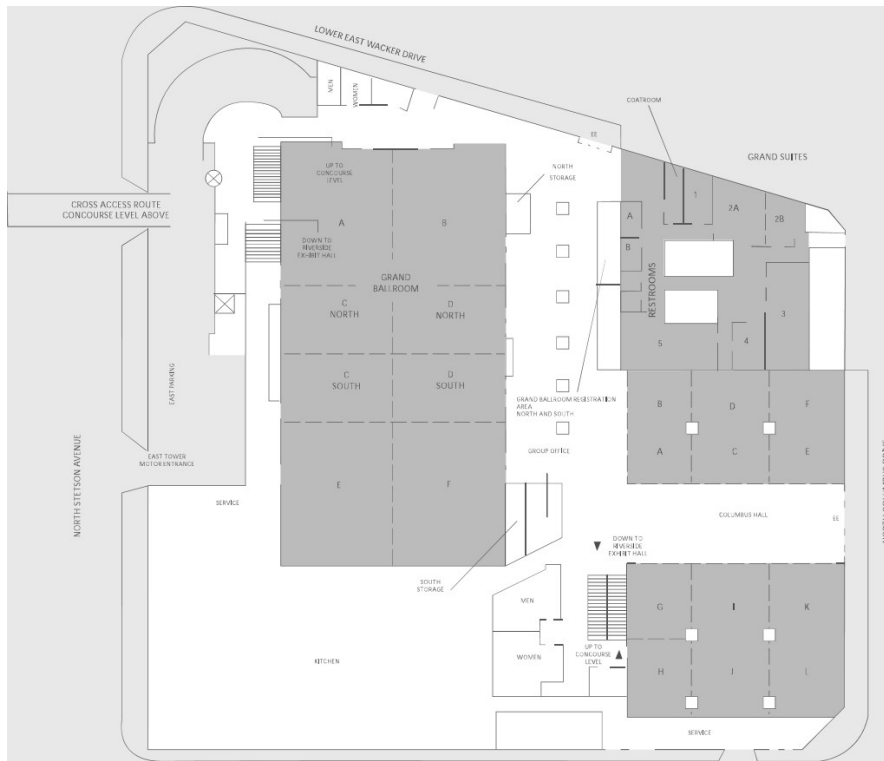 LOWER EAST WACKER DRIVE
MEN
WOMEN
COATROOM
EE
GRAND SUITES
UP TO
CONCOURSE
LEVEL
NORTH
STORAGE
1
2A
2B
CROSS ACCESS ROUTE
CONCOURSE LEVEL ABOVE
A
B
A
B
DOWN TO
RIVERSIDE
EXHIBIT HALL
GRAND
BALLROOM
RESTROOMS
C
NORTH
D
NORTH
3
5
4
C
SOUTH
D
SOUTH
EAST PARKING
GRAND BALLROOM REGISTRATION
AREA
NORTH AND SOUTH
B
D
F
GROUP OFFICE
A
C
E
EAST TOWER
MOTOR ENTRANCE
NORTH STETSON AVENUE
E
F
SERVICE
COLUMBUS HALL
EE
DOWN TO
RIVERSIDE
EXHIBIT HALL
SOUTH
STORAGE
MEN
G
I
K
KITCHEN
WOMEN
UP TO
CONCOURSE
LEVEL
H
J
L
SERVICE